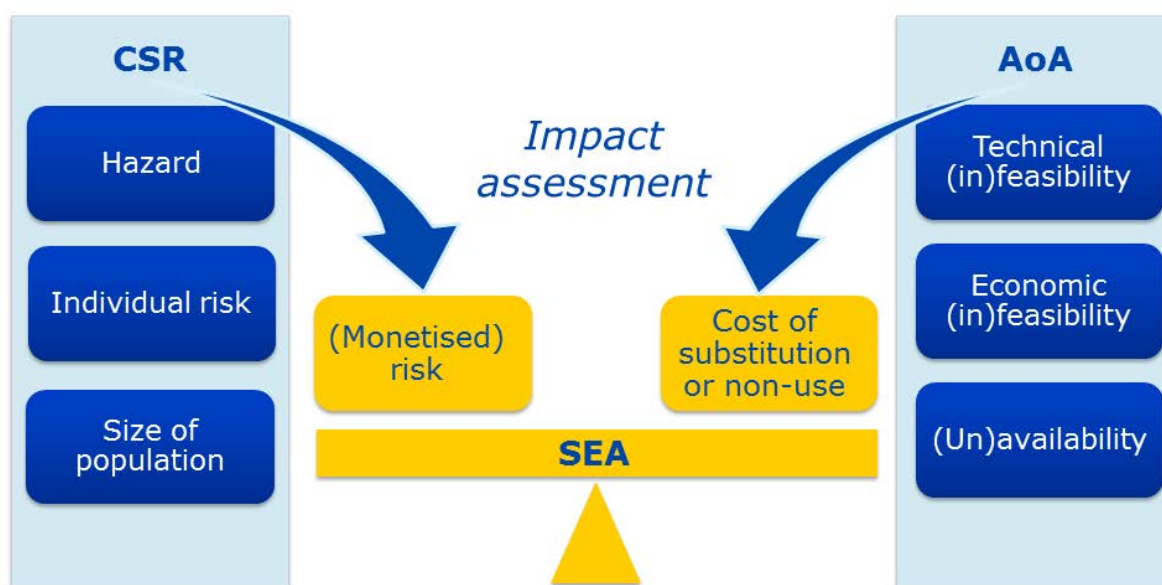 CSR
Hazard
Individual risk
Size of
population
Impact
assessment
(Monetised)
risk
Cost of
substitution
or non-use
SEA
AoA
Technical
(in)feasibility
Economic
(in)feasibility
(Un)availability